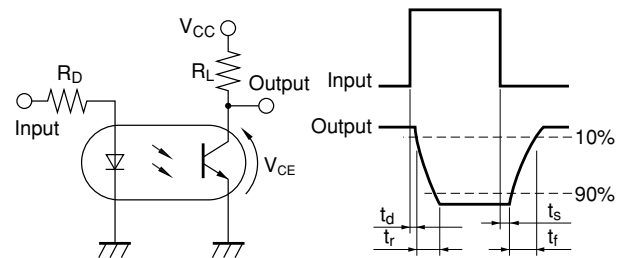 V_CC
R_D
R_L
Output
Input
V_CE
Input
Output
10%
90%
t_d
t_s
t_r
t_f